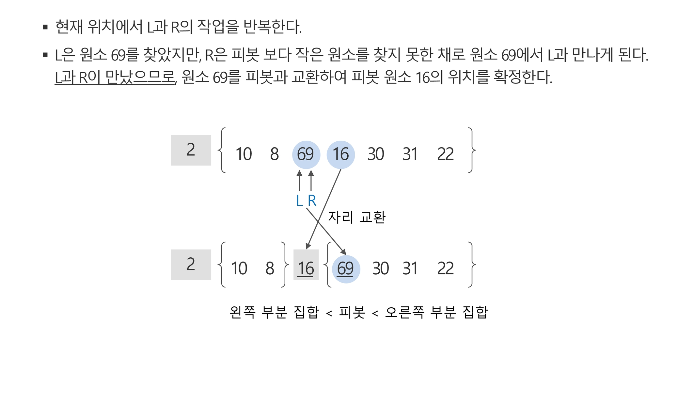 ▪ 현재 위치에서 L과 R의 작업을 반복한다.
▪ L은 원소 69를 찾았지만, R은 피봇 보다 작은 원소를 찾지 못한 채로 원소 69에서 L과 만나게 된다.
L과 R이 만났으므로, 원소 69를 피봇과 교환하여 피봇 원소 16의 위치를 확정한다.
2 { 10 8 69 16 30 31 22 }
L R
자리 교환
2 { 10 8 } 16 { 69 30 31 22 }
왼쪽 부분 집합 < 피봇 < 오른쪽 부분 집합